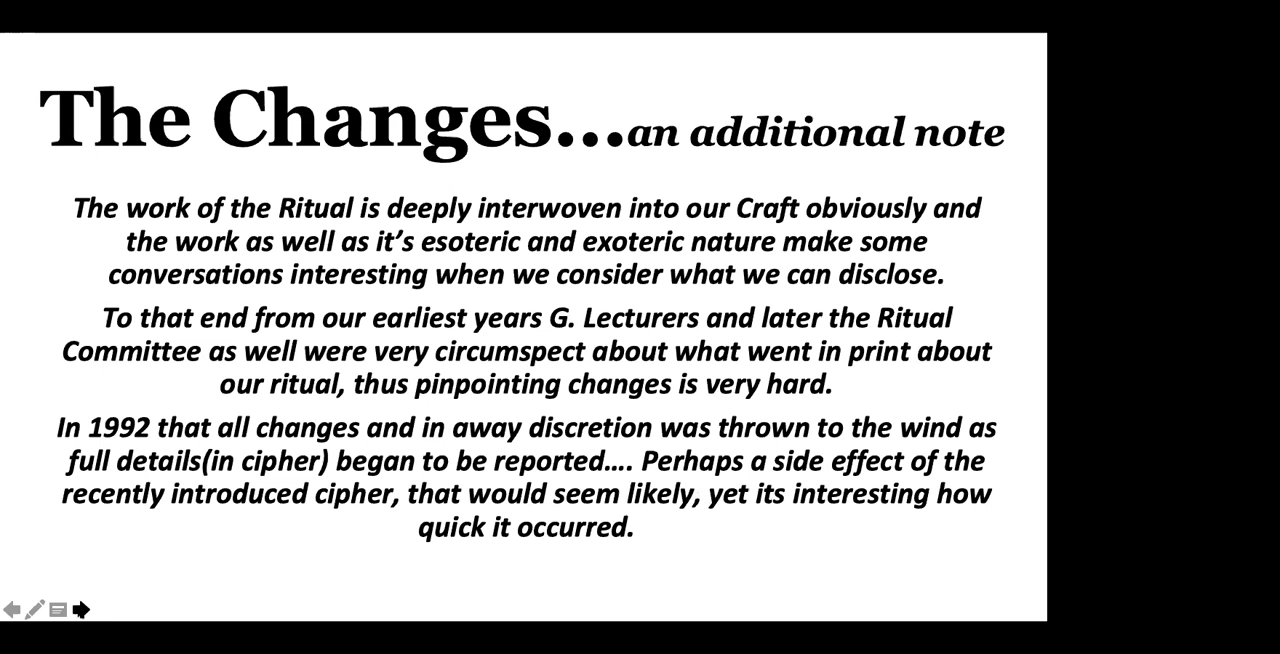 The Changes...an additional note
The work of the Ritual is deeply interwoven into our Craft obviously and
the work as well as it’s esoteric and exoteric nature make some
conversations interesting when we consider what we can disclose.
To that end from our earliest years G. Lecturers and later the Ritual
Committee as well were very circumspect about what went in print about
our ritual, thus pinpointing changes is very hard.
In 1992 that all changes and in away discretion was thrown to the wind as
full details(in cipher) began to be reported.... Perhaps a side effect of the
recently introduced cipher, that would seem likely, yet its interesting how
quick it occurred.